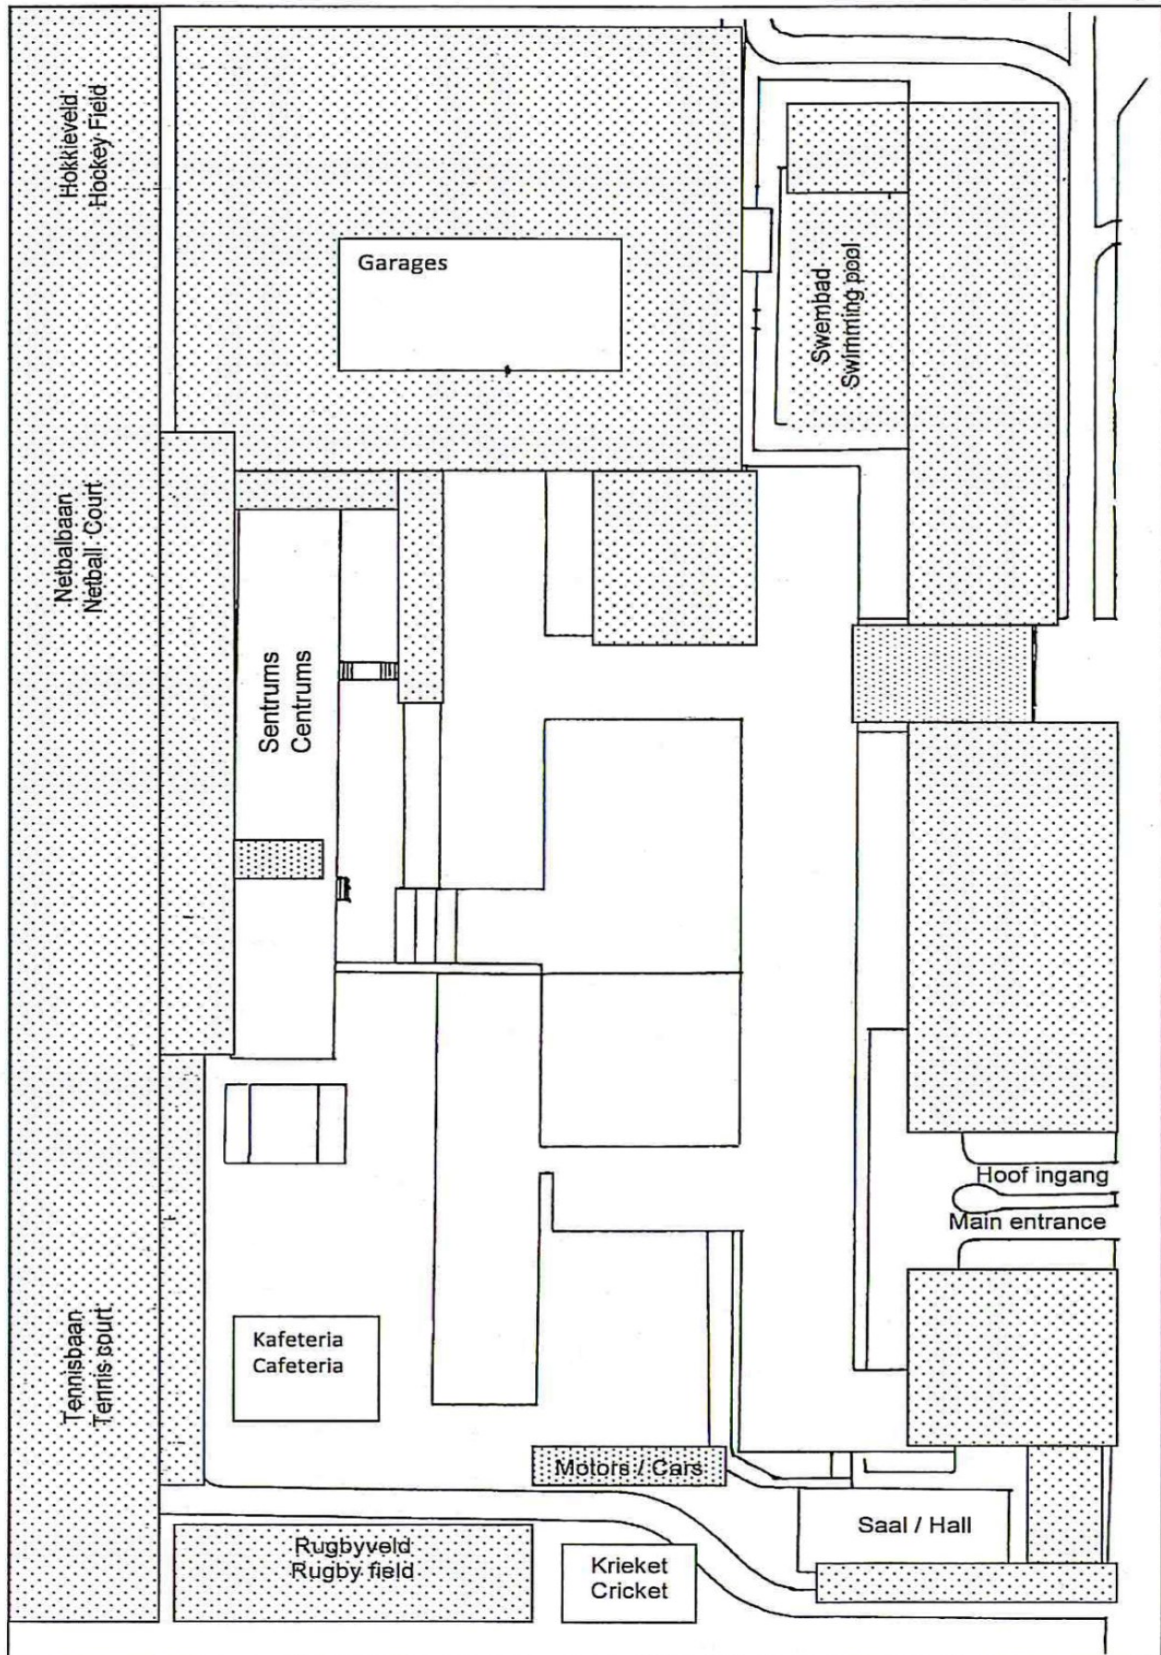 Hokkieveld
Hockey Field
Garages
Swembad
Swimming pool
Netbalbaan
Netball Court
Sentrums
Centrums
Hoof ingang
Main entrance
Tennisbaan
Tennis court
Kafeteria
Cafeteria
Motors / Cars
Saal / Hall
Rugbyveld
Rugby field
Krieket
Cricket